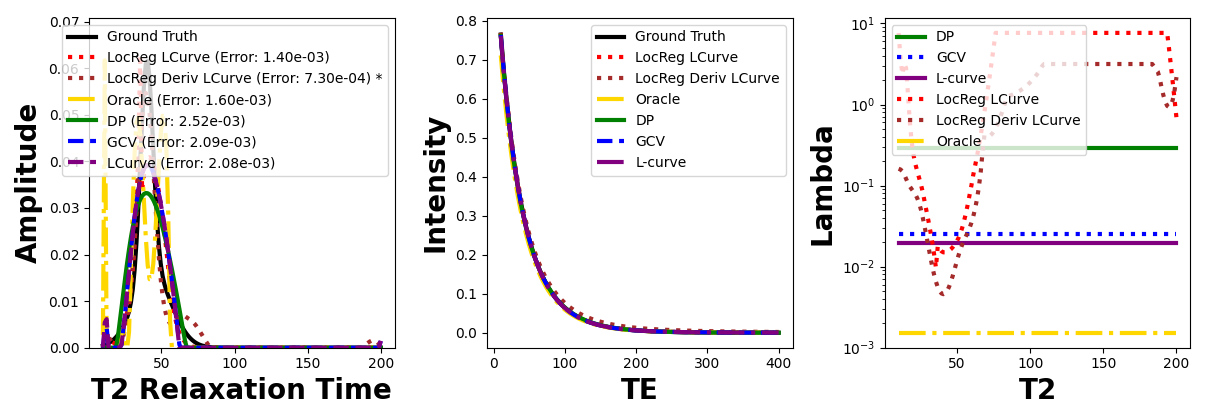 Amplitude
0.07
0.06
0.05
0.04
0.03
0.02
0.01
0.00
Ground Truth
LocReg LCurve (Error: 1.40e-03)
LocReg Deriv LCurve (Error: 7.30e-04) *
Oracle (Error: 1.60e-03)
DP (Error: 2.52e-03)
GCV (Error: 2.09e-03)
LCurve (Error: 2.08e-03)
50
100
150
200
T2 Relaxation Time
Intensity
0.8
0.7
0.6
0.5
0.4
0.3
0.2
0.1
0.0
Ground Truth
LocReg LCurve
LocReg Deriv LCurve
Oracle
DP
GCV
L-curve
0
100
200
300
400
TE
Lambda
10^1
10^0
10^-1
10^-2
10^-3
DP
GCV
L-curve
LocReg LCurve
LocReg Deriv LCurve
Oracle
50
100
150
200
T2